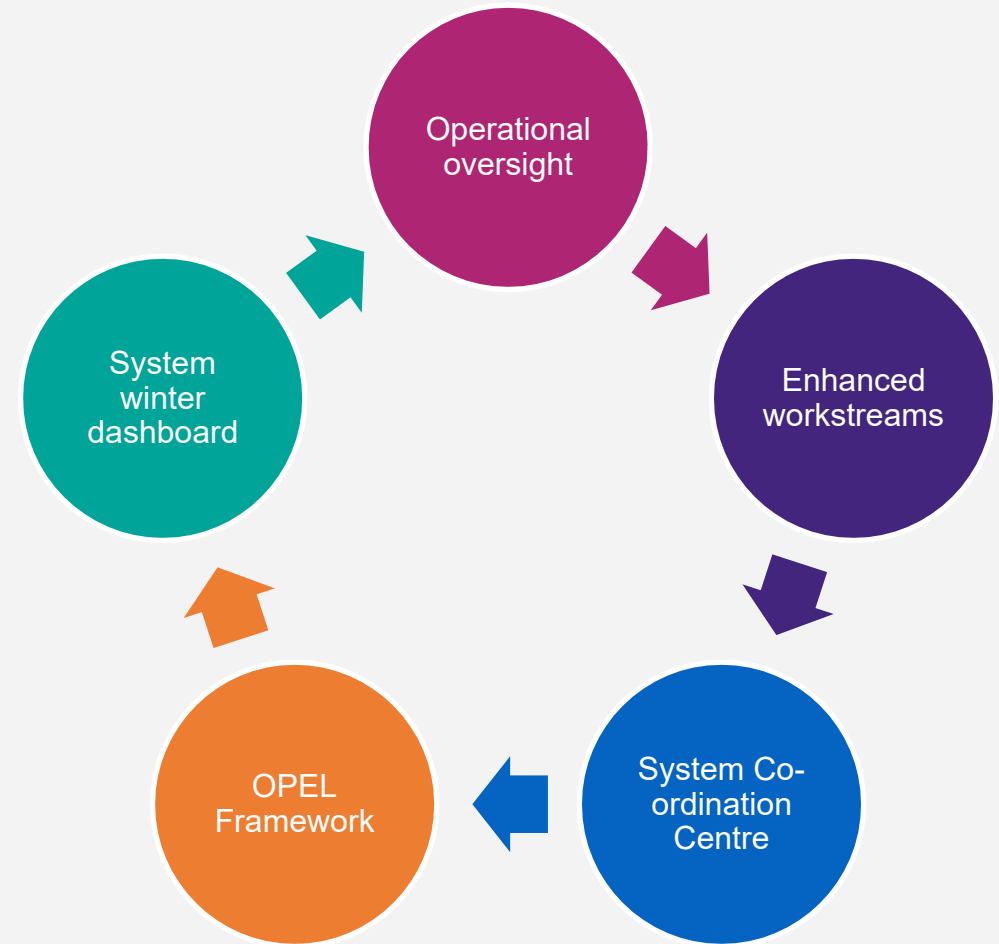 Operational
oversight
Enhanced
workstreams
System Co-
ordination
Centre
OPEL
Framework
System
winter
dashboard